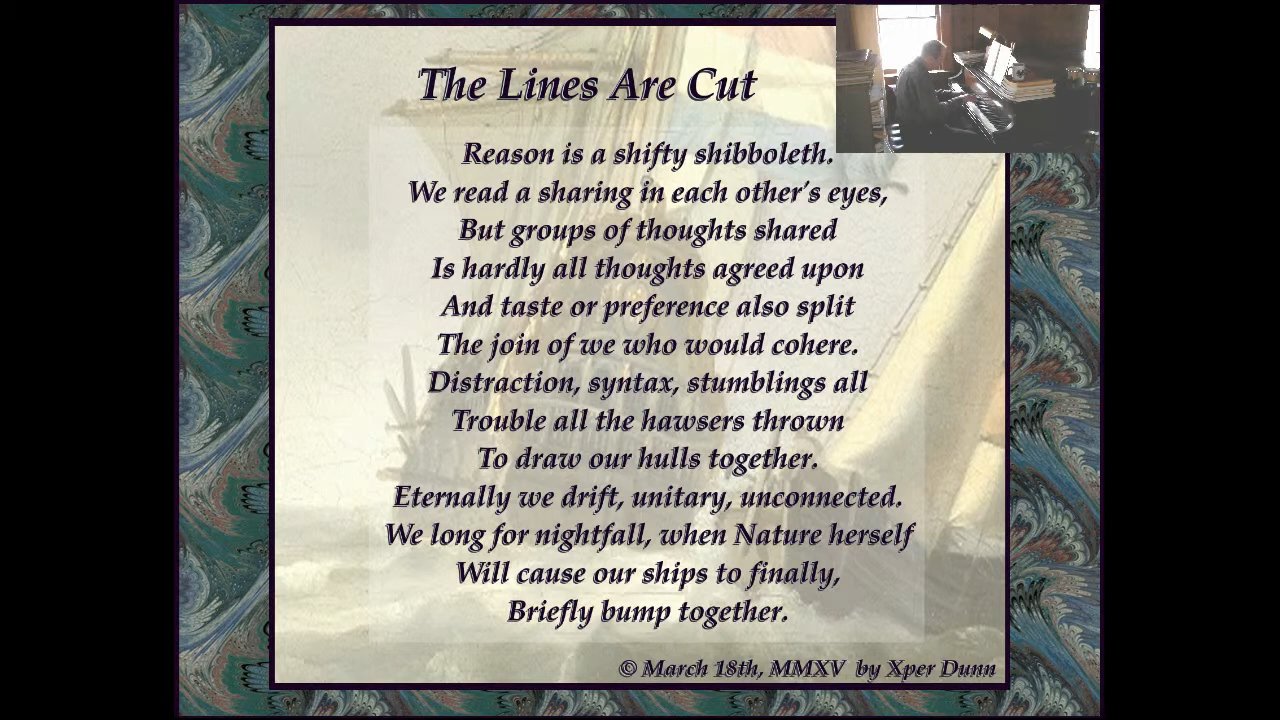 The Lines Are Cut
Reason is a shifty shibboleth.
We read a sharing in each other's eyes,
But groups of thoughts shared
Is hardly all thoughts agreed upon
And taste or preference also split
The join of we who would cohere.
Distraction, syntax, stumblings all
Trouble all the hawsers thrown
To draw our hulls together.
Eternally we drift, unitary, unconnected.
We long for nightfall, when Nature herself
Will cause our ships to finally,
Briefly bump together.
© March 18th, MMXV by Xper Dunn